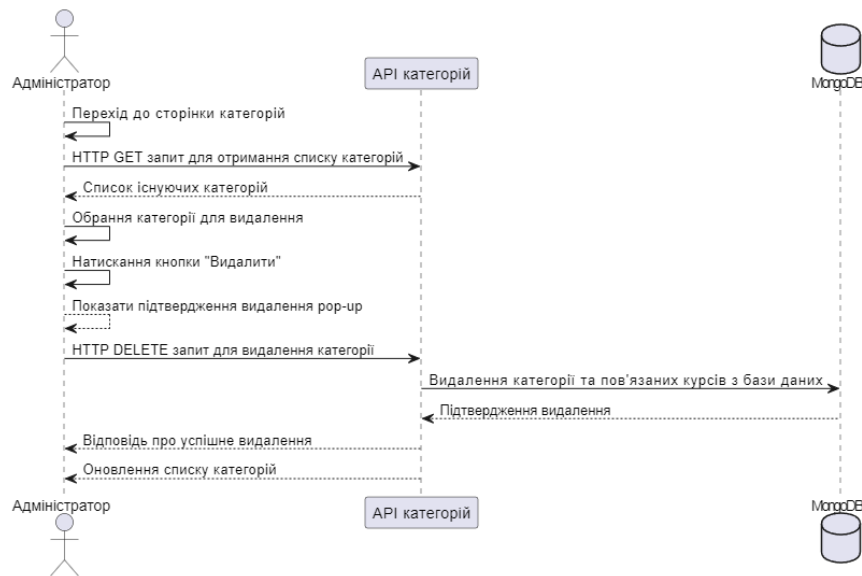 Адміністратор
API категорій
MongoDB
Перехід до сторінки категорій
HTTP GET запит для отримання списку категорій
Список існуючих категорій
Обрання категорії для видалення
Натискання кнопки "Видалити"
Показати підтвердження видалення pop-up
HTTP DELETE запит для видалення категорії
Видалення категорії та пов'язаних курсів з бази даних
Підтвердження видалення
Відповідь про успішне видалення
Оновлення списку категорій
Адміністратор
API категорій
MongoDB